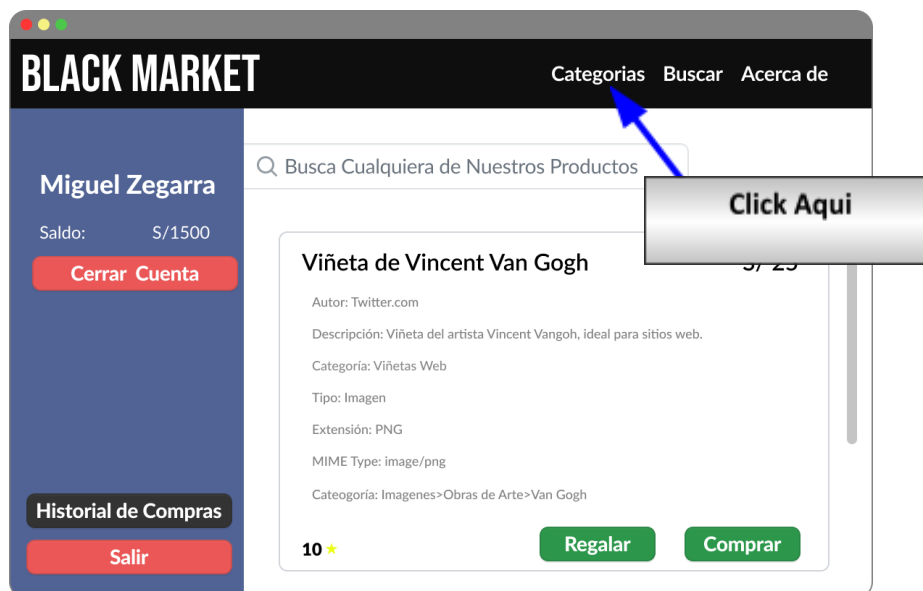 BLACK MARKET
Categorias Buscar Acerca de
Busca Cualquiera de Nuestros Productos
Click Aqui
Miguel Zegarra
Saldo: S/1500
Cerrar Cuenta
Historial de Compras
Salir
Viñeta de Vincent Van Gogh
Autor: Twitter.com
Descripción: Viñeta del artista Vincent Vangoh, ideal para sitios web.
Categoría: Viñetas Web
Tipo: Imagen
Extensión: PNG
MIME Type: image/png
Cateogoría: Imagenes>Obras de Arte>Van Gogh
10
Regalar Comprar